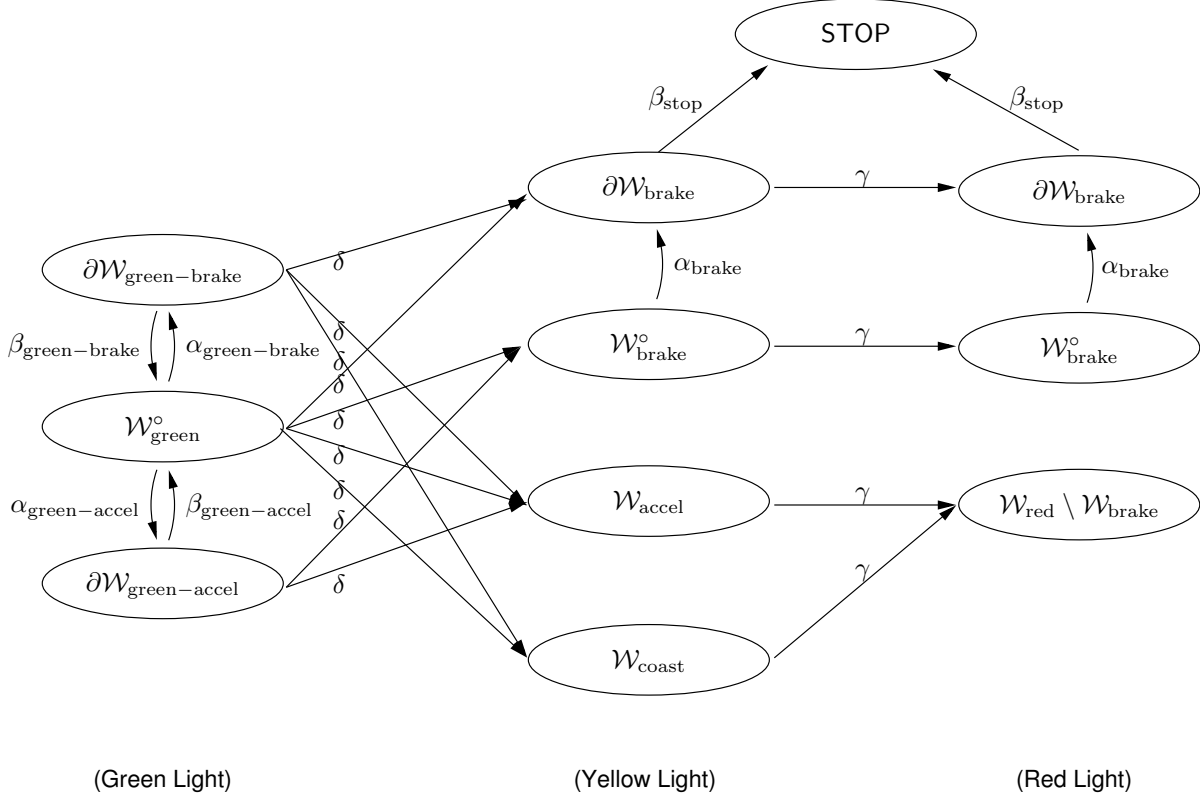 STOP
β_stop
β_stop
∂W_brake
γ
∂W_brake
δ
∂W_green−brake
α_brake
α_brake
β_green−brake
α_green−brake
δ
δ
δ
W°_brake
γ
W°_brake
W°_green
δ
δ
α_green−accel
β_green−accel
δ
δ
W_accel
γ
W_red \ W_brake
∂W_green−accel
δ
γ
W_coast
(Green Light)
(Yellow Light)
(Red Light)